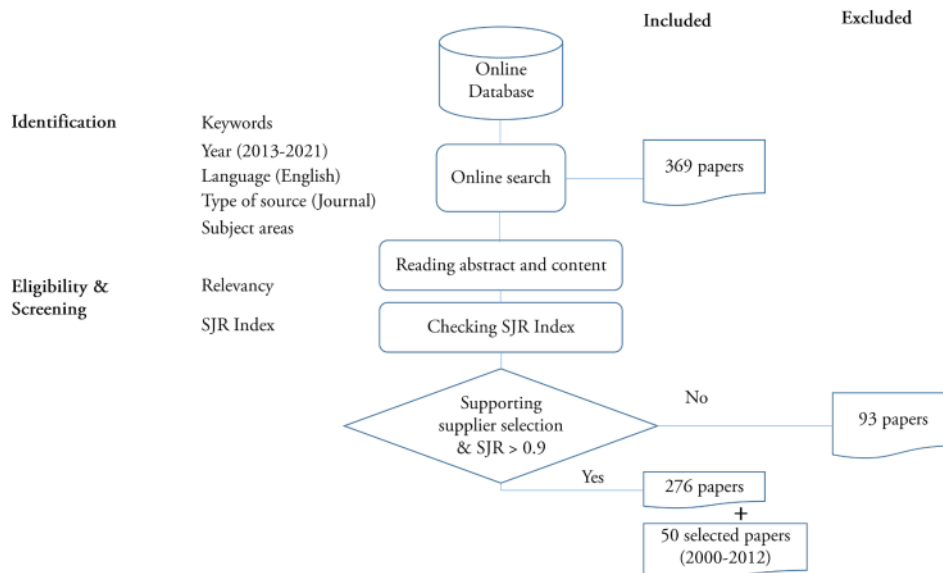 Included
Excluded
Online
Database
Identification
Keywords
Year (2013-2021)
Language (English)
Type of source (Journal)
Subject areas
Online search
369 papers
Reading abstract and content
Eligibility &
Screening
Relevancy
SJR Index
Checking SJR Index
Supporting
supplier selection
& SJR > 0.9
No
93 papers
Yes
276 papers
+
50 selected papers
(2000-2012)